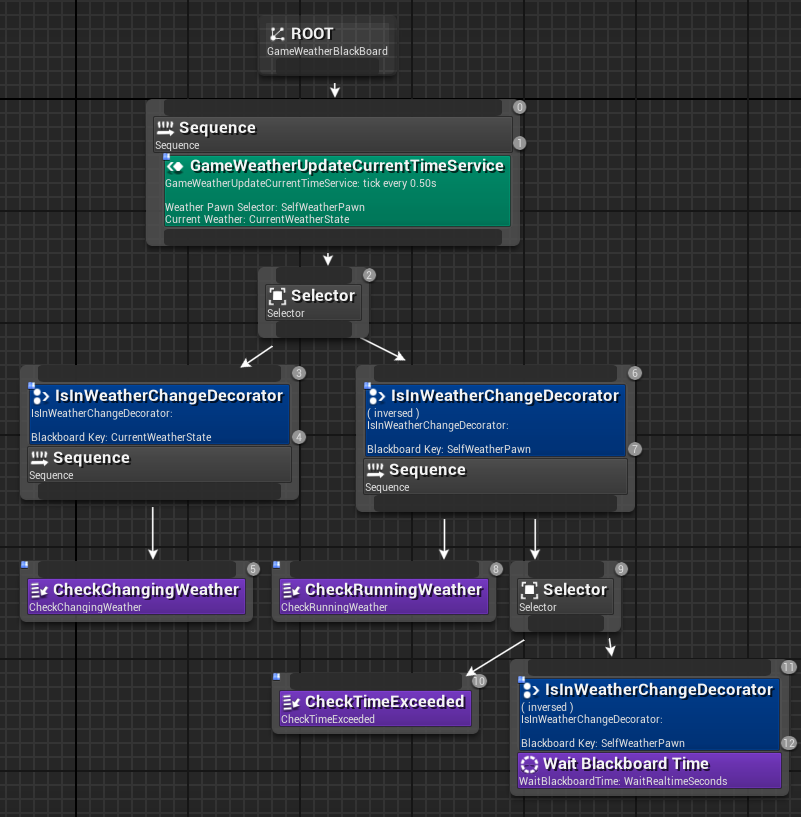 ROOT
GameWeatherBlackBoard
0
Sequence
Sequence
1
GameWeatherUpdateCurrentTimeService
GameWeatherUpdateCurrentTimeService: tick every 0.50s
Weather Pawn Selector: SelfWeatherPawn
Current Weather: CurrentWeatherState
2
Selector
Selector
3
IsInWeatherChangeDecorator
IsInWeatherChangeDecorator:
Blackboard Key: CurrentWeatherState
4
Sequence
Sequence
6
IsInWeatherChangeDecorator
( inversed )
IsInWeatherChangeDecorator:
Blackboard Key: SelfWeatherPawn
7
Sequence
Sequence
5
CheckChangingWeather
CheckChangingWeather
8
CheckRunningWeather
CheckRunningWeather
9
Selector
Selector
10
CheckTimeExceeded
CheckTimeExceeded
11
IsInWeatherChangeDecorator
( inversed )
IsInWeatherChangeDecorator:
Blackboard Key: SelfWeatherPawn
12
Wait Blackboard Time
WaitBlackboardTime: WaitRealtimeSeconds